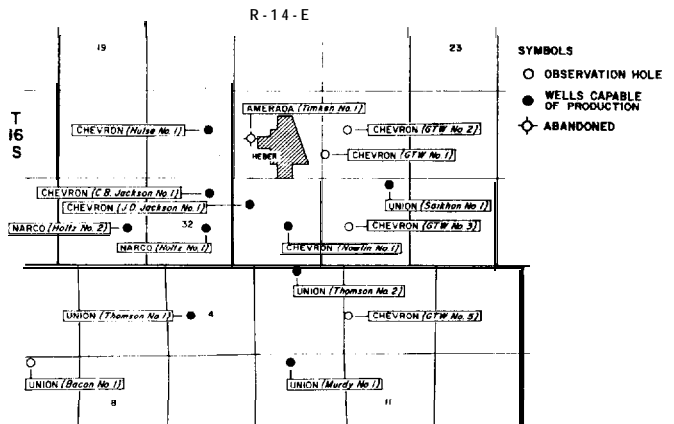 R-14-E
19
23
SYMBOLS
OBSERVATION HOLE
WELLS CAPABLE
OF PRODUCTION
ABANDONED
AMERADA (Timken No. 1)
T
16
S
CHEVRON (Hulse No. 1)
CHEVRON (GTW No 2)
HEBER
CHEVRON (GTW No. 1)
CHEVRON (C.B. Jackson No 1)
CHEVRON (J.D. Jackson No. 1)
UNION (Sarkhan No 1)
NARCO (Holtz No. 2)
32
CHEVRON (GTW No 3)
NARCO (Holtz No. 1)
CHEVRON (Nowlin No. 1)
UNION (Thomson No. 2)
UNION (Thomson No. 1)
4
CHEVRON (GTW No. 5)
UNION (Bacon No 1)
UNION (Murdy No 1)
8
11